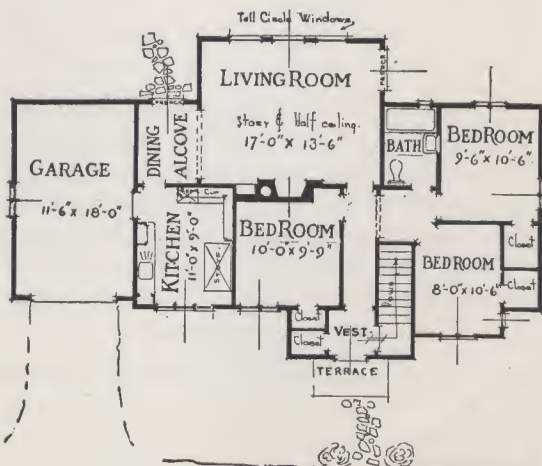 Tall Circle Windows
LIVING ROOM
Story & Half ceiling.
17'-0" x 13'-6"
FRENCH
DINING
ALCOVE
GARAGE
11'-6" x 18'-0"
BATH
BEDROOM
9'-6" x 10'-6"
KITCHEN
11'-0 x 9'-0"
BEDROOM
10'-0" x 9'-9"
BEDROOM
8'-0" x 10'-6"
Closet
Closet
Closet
Closet
VEST.
TERRACE